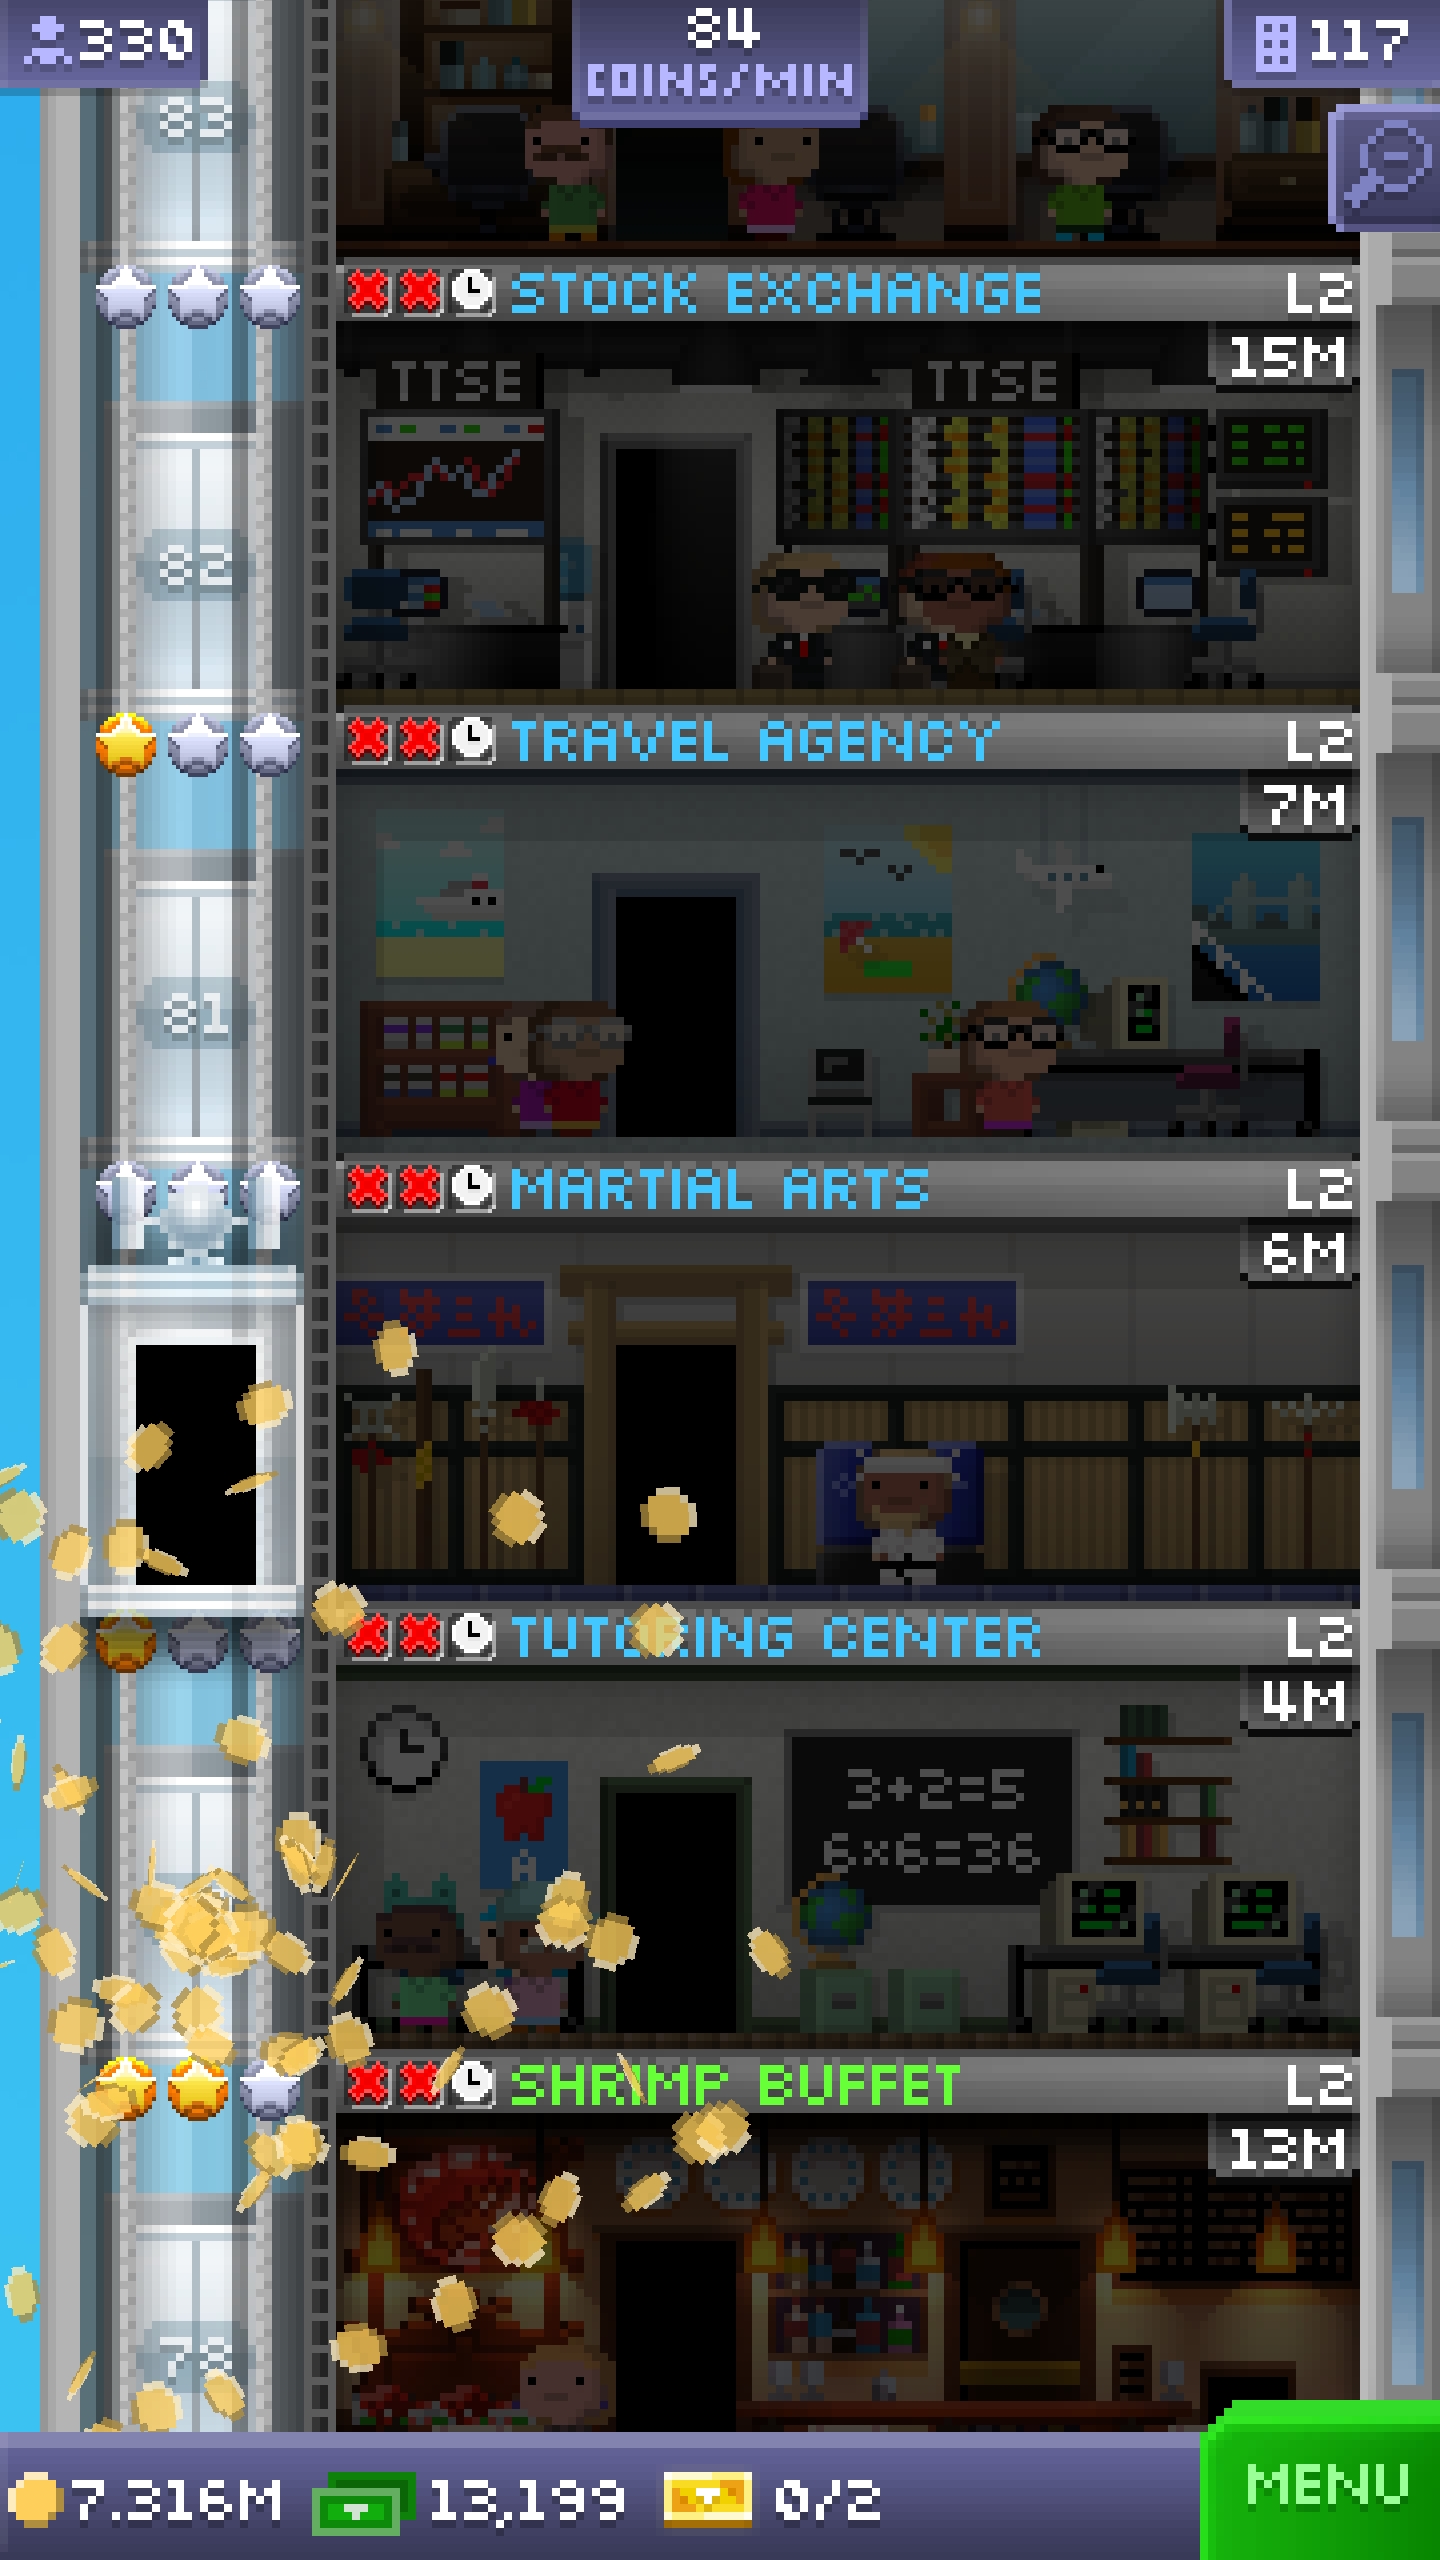 330
84
COINS/MIN
117
83
STOCK EXCHANGE L2
15M
TTSE TTSE
82
TRAVEL AGENCY L2
7M
81
MARTIAL ARTS L2
6M
TUTORING CENTER L2
4M
3+2=5
A
6×6=36
SHRIMP BUFFET L2
13M
78
7.316M 13,199 0/2
MENU